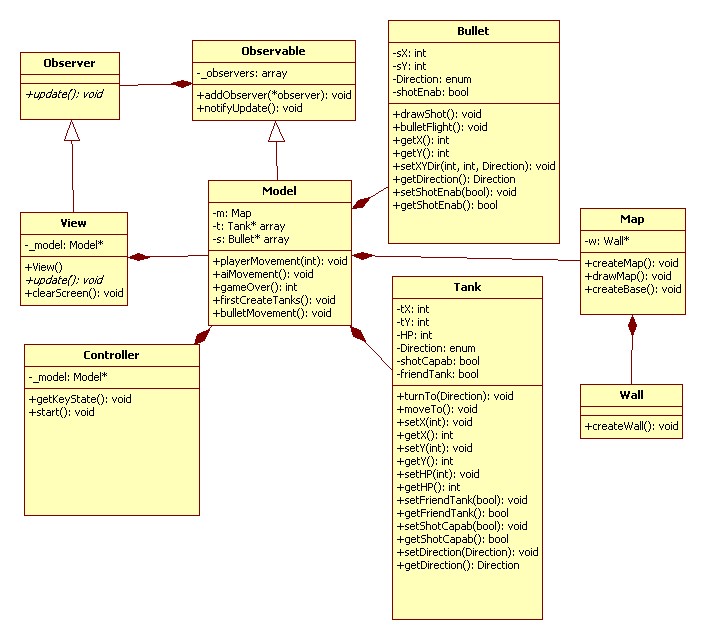 Observer
+update(): void
Observable
-_observers: array
+addObserver(*observer): void
+notifyUpdate(): void
Bullet
-sX: int
-sY: int
-Direction: enum
-shotEnab: bool
+drawShot(): void
+bulletFlight(): void
+getX(): int
+getY(): int
+setXYDir(int, int, Direction): void
+getDirection(): Direction
+setShotEnab(bool): void
+getShotEnab(): bool
View
-_model: Model*
+View()
+update(): void
+clearScreen(): void
Model
-m: Map
-t: Tank* array
-s: Bullet* array
+playerMovement(int): void
+aiMovement(): void
+gameOver(): int
+firstCreateTanks(): void
+bulletMovement(): void
Map
-w: Wall*
+createMap(): void
+drawMap(): void
+createBase(): void
Controller
-_model: Model*
+getKeyState(): void
+start(): void
Tank
-tX: int
-tY: int
-HP: int
-Direction: enum
-shotCapab: bool
-friendTank: bool
+turnTo(Direction): void
+moveTo(): void
+setX(int): void
+getX(): int
+setY(int): void
+getY(): int
+setHP(int): void
+getHP(): int
+setFriendTank(bool): void
+getFriendTank(): bool
+setShotCapab(bool): void
+getShotCapab(): bool
+setDirection(Direction): void
+getDirection(): Direction
Wall
+createWall(): void